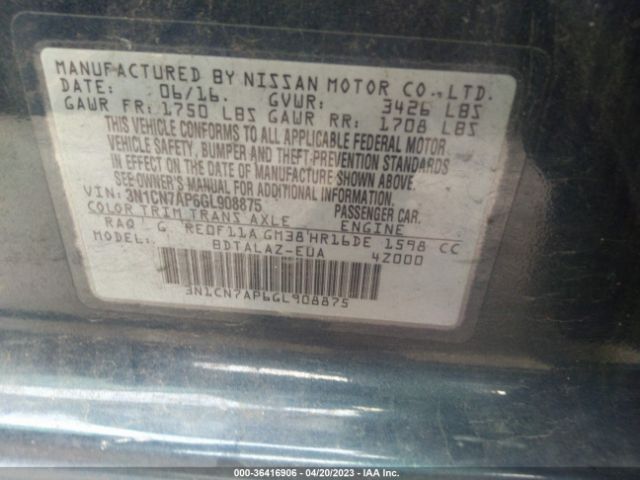 MANUFACTURED BY NISSAN MOTOR CO.,LTD.
DATE: 06/16. GVWR: 3426 LBS
GAWR FR: 1750 LBS GAWR RR: 1708 LBS
THIS VEHICLE CONFORMS TO ALL APPLICABLE FEDERAL MOTOR
VEHICLE SAFETY, BUMPER AND THEFT PREVENTION STANDARDS
IN EFFECT ON THE DATE OF MANUFACTURE SHOWN ABOVE.
SEE OWNER'S MANUAL FOR ADDITIONAL INFORMATION.
VIN: 3N1CN7AP6GL908875 PASSENGER CAR.
COLOR TRIM TRANS AXLE ENGINE
RAQ G RE0F11A GM38 HR16DE 1598 CC
MODEL: BDTALAZ-EUA 4Z000
3N1CN7AP6GL908875
000-36416906 - 04/20/2023 - IAA Inc.